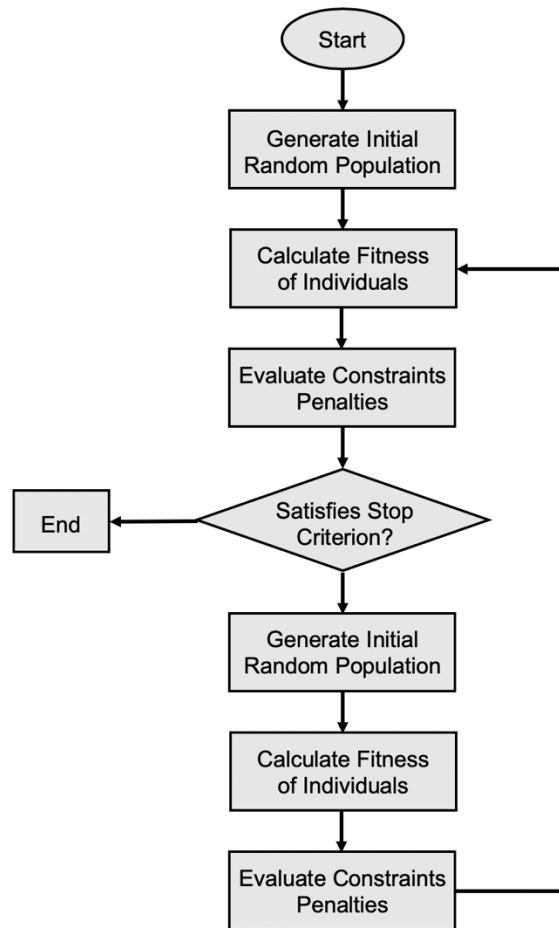 Start
Generate Initial
Random Population
Calculate Fitness
of Individuals
Evaluate Constraints
Penalties
Satisfies Stop
Criterion?
End
Generate Initial
Random Population
Calculate Fitness
of Individuals
Evaluate Constraints
Penalties